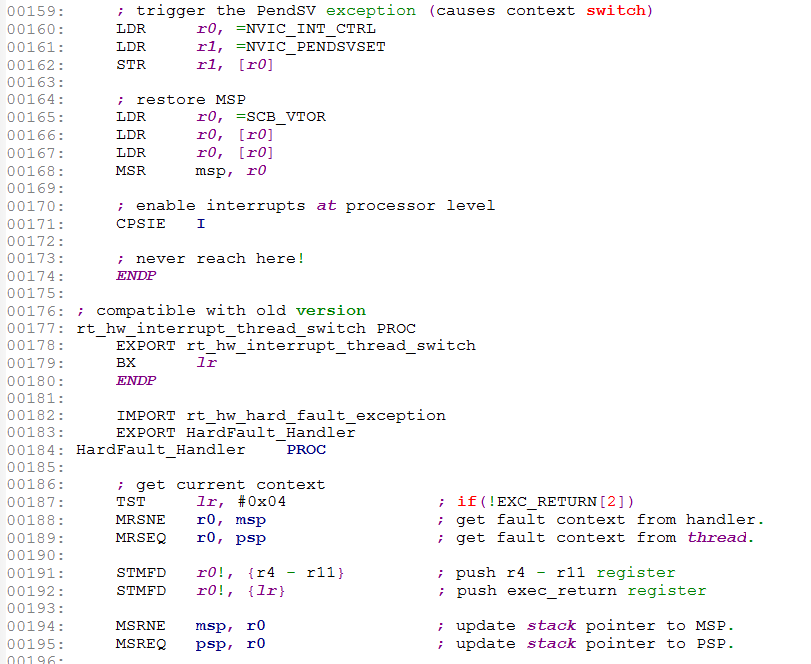 00159:     ; trigger the PendSV exception (causes context switch)
00160:     LDR     r0, =NVIC_INT_CTRL
00161:     LDR     r1, =NVIC_PENDSVSET
00162:     STR     r1, [r0]
00163:
00164:     ; restore MSP
00165:     LDR     r0, =SCB_VTOR
00166:     LDR     r0, [r0]
00167:     LDR     r0, [r0]
00168:     MSR     msp, r0
00169:
00170:     ; enable interrupts at processor level
00171:     CPSIE   I
00172:
00173:     ; never reach here!
00174:     ENDP
00175:
00176: ; compatible with old version
00177: rt_hw_interrupt_thread_switch PROC
00178:     EXPORT rt_hw_interrupt_thread_switch
00179:     BX      lr
00180:     ENDP
00181:
00182:     IMPORT rt_hw_hard_fault_exception
00183:     EXPORT HardFault_Handler
00184: HardFault_Handler    PROC
00185:
00186:     ; get current context
00187:     TST     lr, #0x04               ; if(!EXC_RETURN[2])
00188:     MRSNE   r0, msp                 ; get fault context from handler.
00189:     MRSEQ   r0, psp                 ; get fault context from thread.
00190:
00191:     STMFD   r0!, {r4 - r11}         ; push r4 - r11 register
00192:     STMFD   r0!, {lr}               ; push exec_return register
00193:
00194:     MSRNE   msp, r0                 ; update stack pointer to MSP.
00195:     MSREQ   psp, r0                 ; update stack pointer to PSP.
00196: